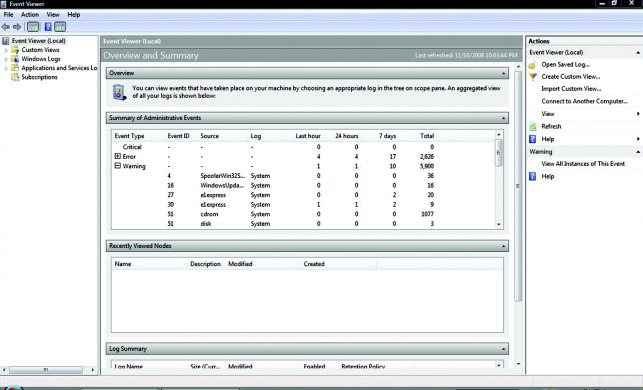 Event Viewer
File Action View Help
Event Viewer (Local)
Custom Views
Windows Logs
Applications and Services Lo
Subscriptions
Event Viewer (Local)
Overview and Summary Last refreshed: 11/10/2008 10:03:44 PM
Overview
You can view events that have taken place on your machine by choosing an appropriate log in the tree on scope pane. An aggregated view
of all your logs is shown below:
Summary of Administrative Events
Event Type Event ID Source Log Last hour 24 hours 7 days Total
Critical - - - 0 0 0 0
Error - - - 4 4 17 2,626
Warning - - - 1 1 10 5,900
4 SpoolerWin32S... System 0 0 0 36
16 WindowsUpda... System 0 0 0 16
27 e1express System 0 0 2 20
30 e1express System 1 1 2 9
51 cdrom System 0 0 0 1077
51 disk System 0 0 0 3
Recently Viewed Nodes
Name Description Modified Created
Log Summary
Log Name Size (Curr... Modified Enabled Retention Policy
Actions
Event Viewer (Local)
Open Saved Log...
Create Custom View...
Import Custom View...
Connect to Another Computer...
View
Refresh
Help
Warning
View All Instances of This Event
Help